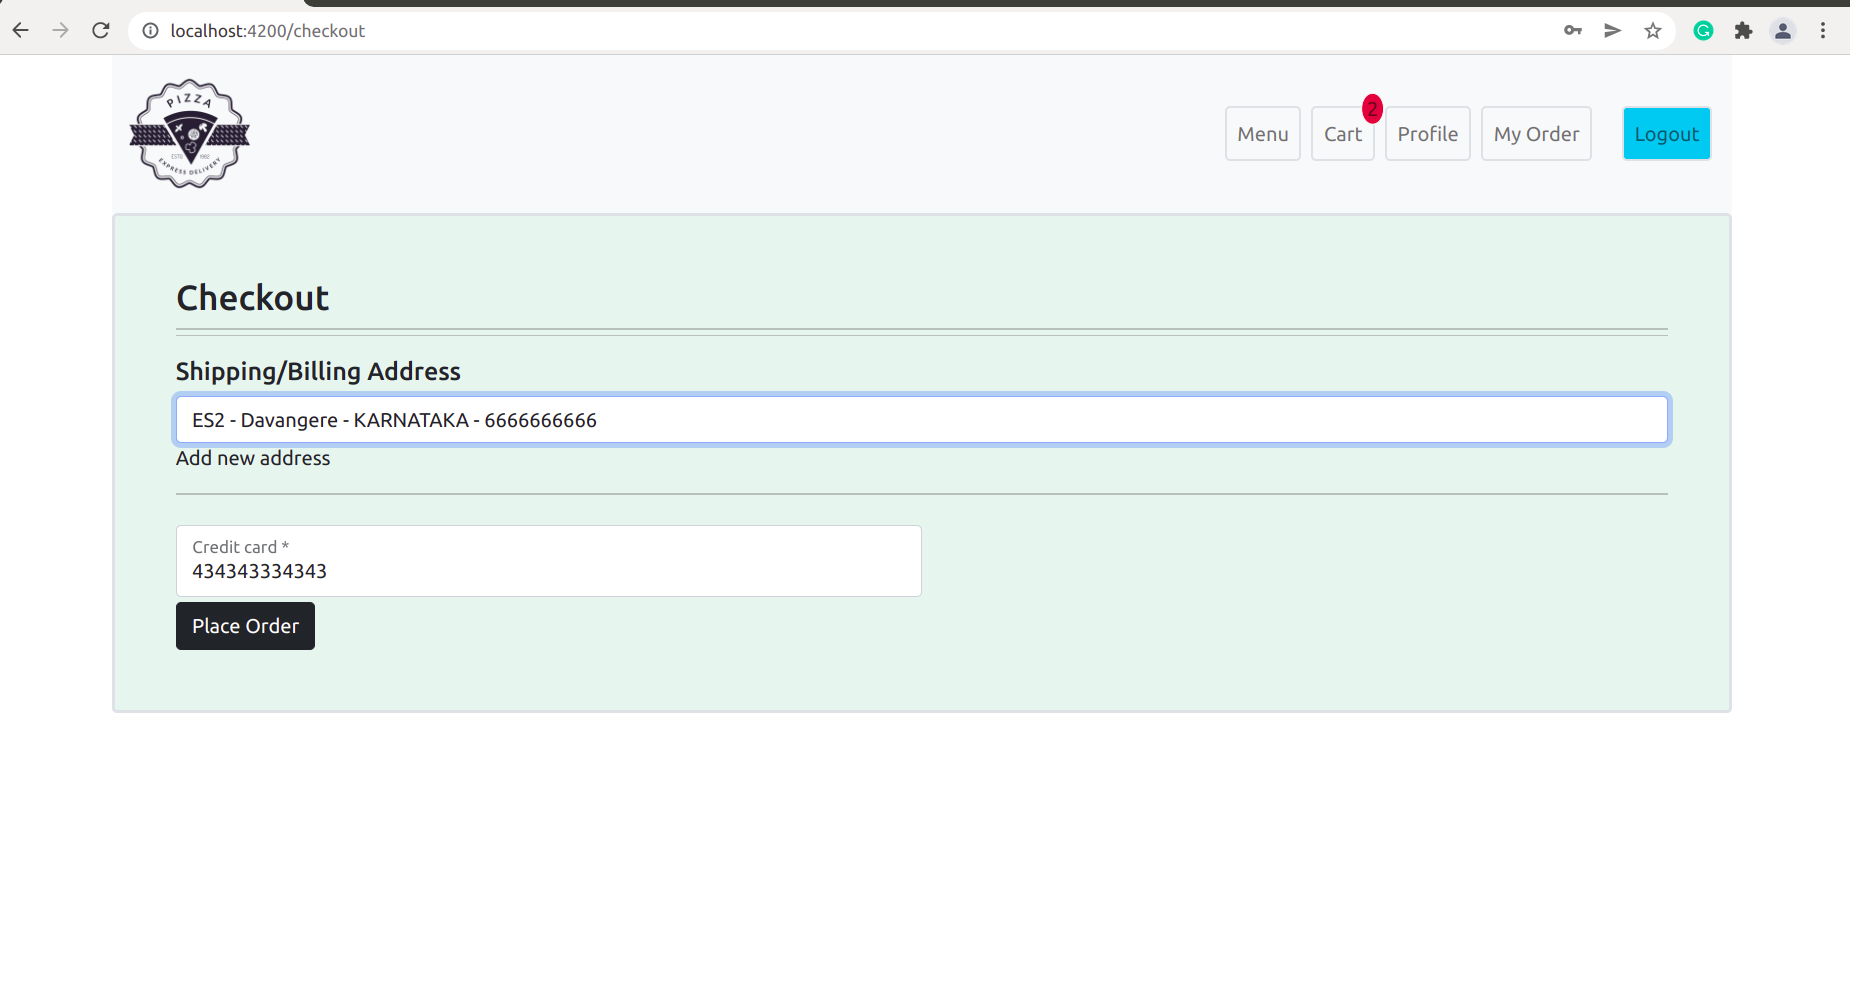 localhost:4200/checkout
PIZZA
ESTD 1982
EXPRESS DELIVERY
Menu
Cart
2
Profile
My Order
Logout
Checkout
Shipping/Billing Address
ES2 - Davangere - KARNATAKA - 6666666666
Add new address
Credit card *
434343334343
Place Order